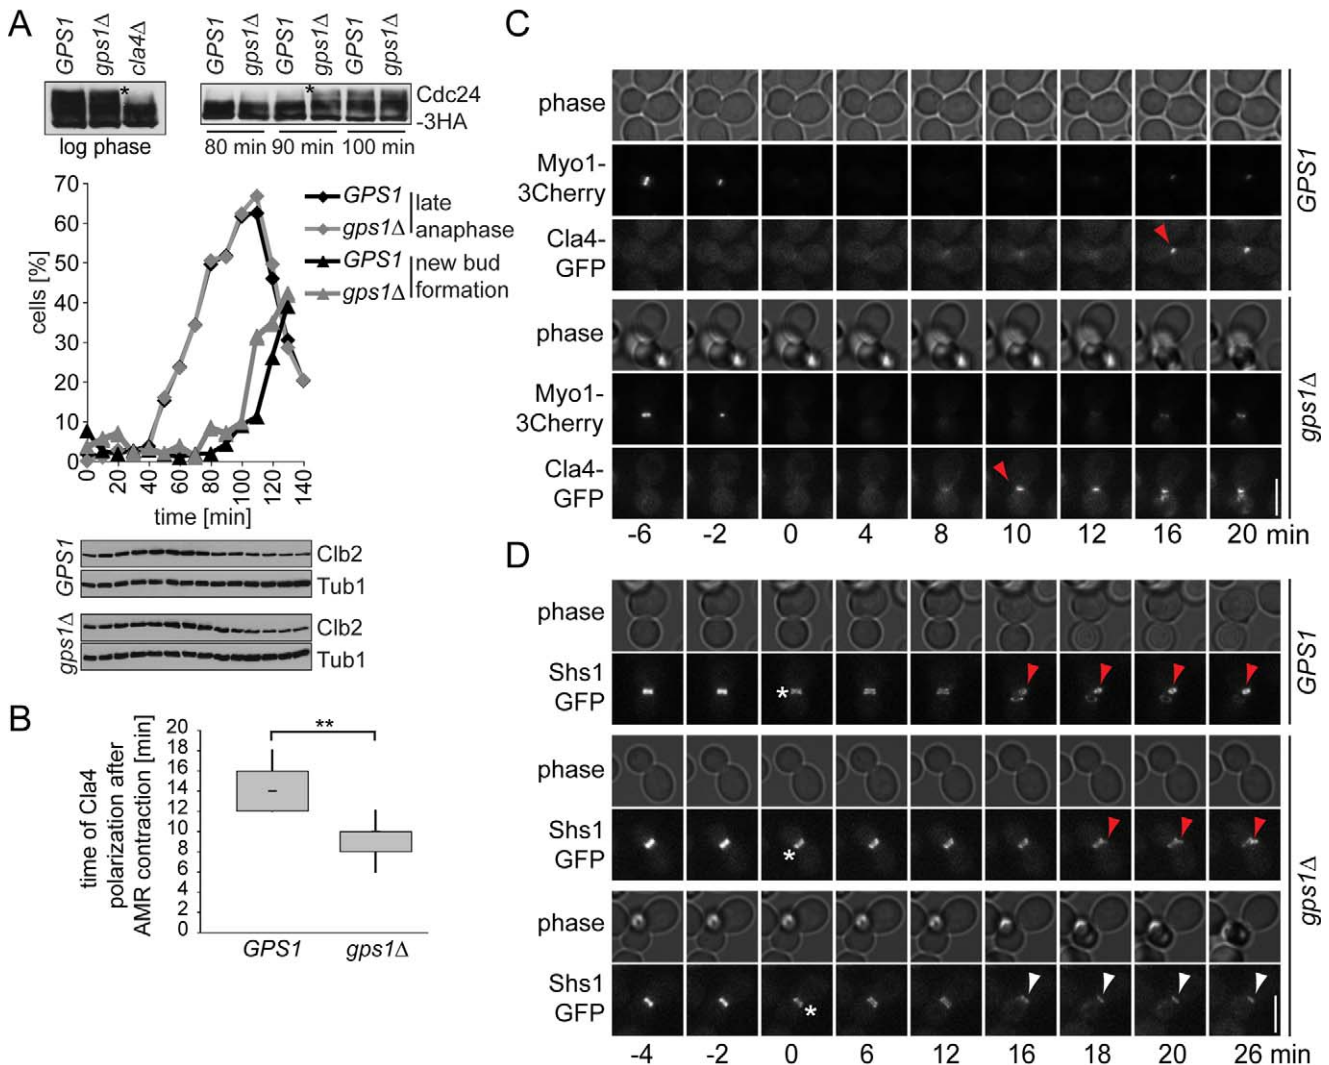 A
GPS1
gps1Δ
cla4Δ
GPS1
gps1Δ
GPS1
gps1Δ
GPS1
gps1Δ
*
*
Cdc24
-3HA
log phase
80 min 90 min 100 min
70
60
50
40
30
20
10
0
cells [%]
GPS1
gps1Δ
late
anaphase
GPS1
gps1Δ
new bud
formation
0 20 40 60 80 100 120 140
time [min]
GPS1
Clb2
Tub1
gps1Δ
Clb2
Tub1
B
time of Cla4
polarization after
AMR contraction [min]
20
18
16
14
12
10
8
6
4
2
0
**
GPS1 gps1Δ
C
phase
Myo1-
3Cherry
Cla4-
GFP
GPS1
phase
Myo1-
3Cherry
Cla4-
GFP
gps1Δ
-6 -2 0 4 8 10 12 16 20 min
D
phase
Shs1
GFP
*
GPS1
phase
Shs1
GFP
*
phase
Shs1
GFP
*
gps1Δ
-4 -2 0 6 12 16 18 20 26 min